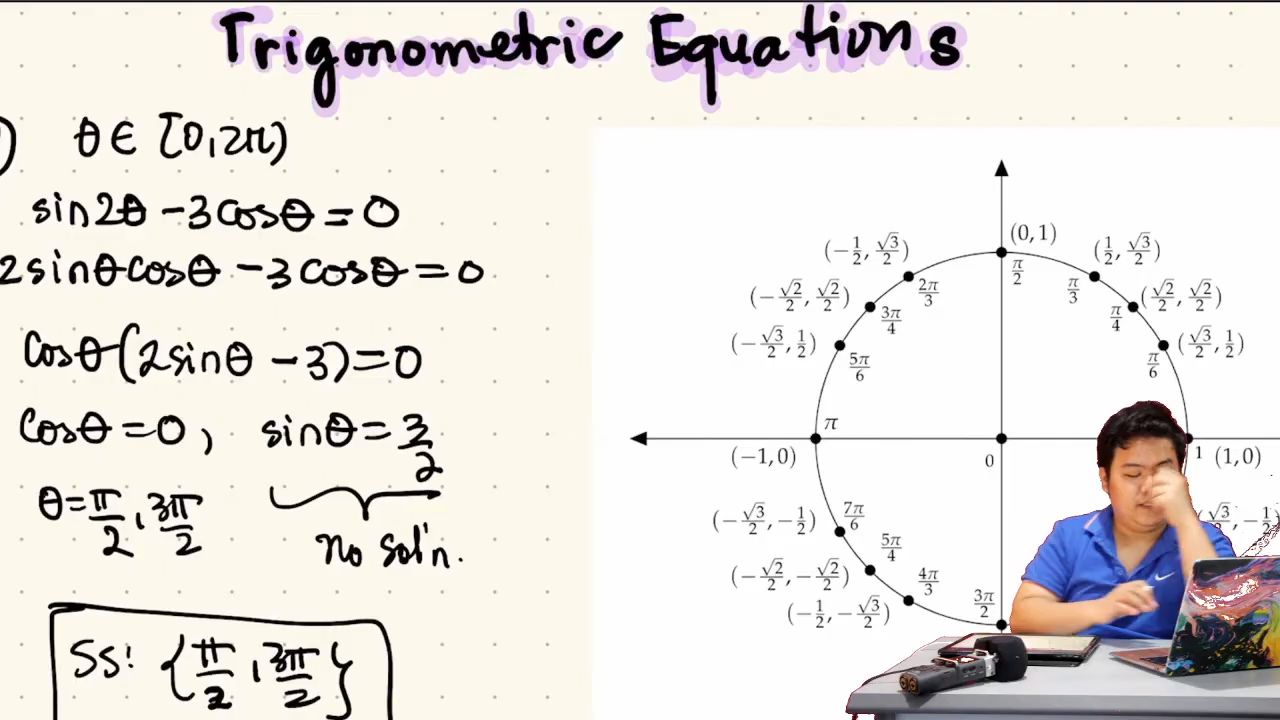 Trigonometric Equations
) θ ∈ [0,2π)
sin2θ - 3cosθ = 0
2sinθcosθ - 3cosθ = 0
cosθ(2sinθ - 3) = 0
cosθ = 0, sinθ = 3/2
θ = π/2, 3π/2
no sol'n.
SS: {π/2, 3π/2}
(0, 1)
(-1/2, √3/2) π/2 (1/2, √3/2)
2π/3 π/3
(-√2/2, √2/2) (√2/2, √2/2)
3π/4 π/4
(-√3/2, 1/2) (√3/2, 1/2)
5π/6 π/6
π
(-1, 0) 0 1 (1, 0)
(-√3/2, -1/2) 7π/6 √3/2, -1/2
5π/4
(-√2/2, -√2/2) 4π/3
(-1/2, -√3/2) 3π/2